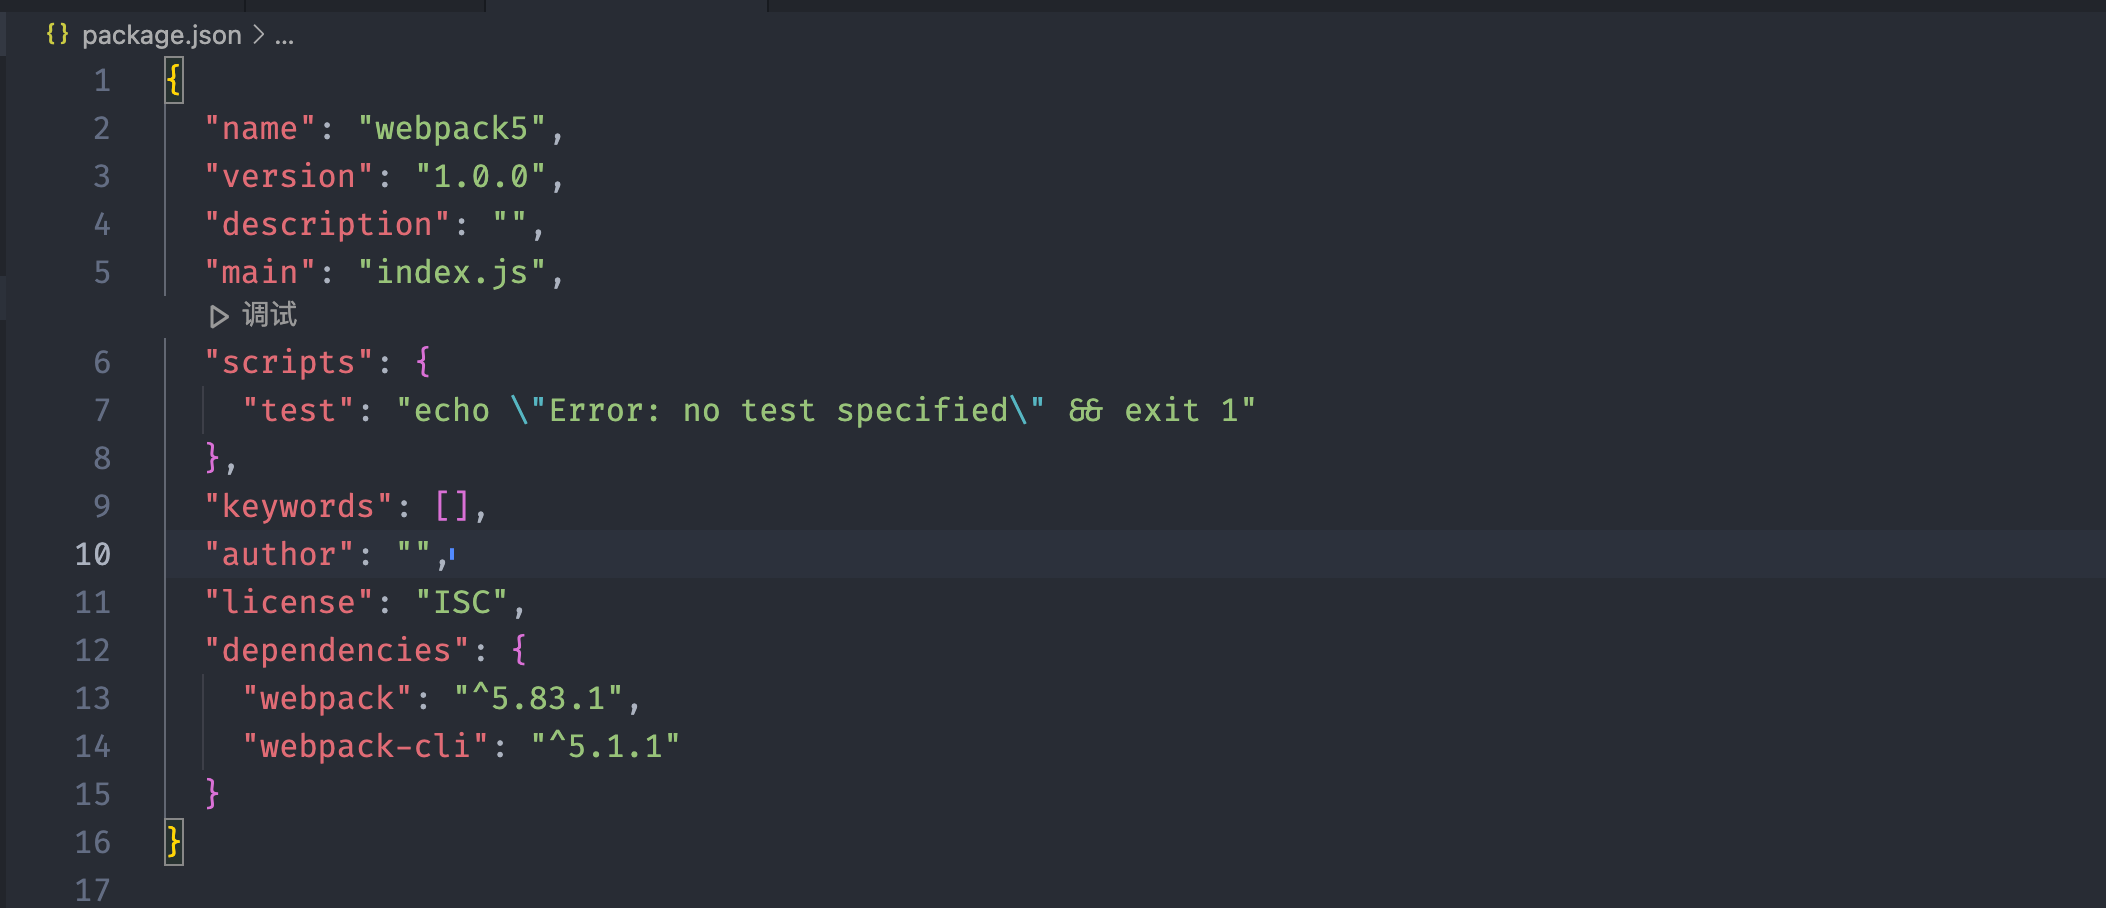 {} package.json > ...
1 {
2 "name": "webpack5",
3 "version": "1.0.0",
4 "description": "",
5 "main": "index.js",
▷ 调试
6 "scripts": {
7 "test": "echo \"Error: no test specified\" && exit 1"
8 },
9 "keywords": [],
10 "author": "",
11 "license": "ISC",
12 "dependencies": {
13 "webpack": "^5.83.1",
14 "webpack-cli": "^5.1.1"
15 }
16 }
17